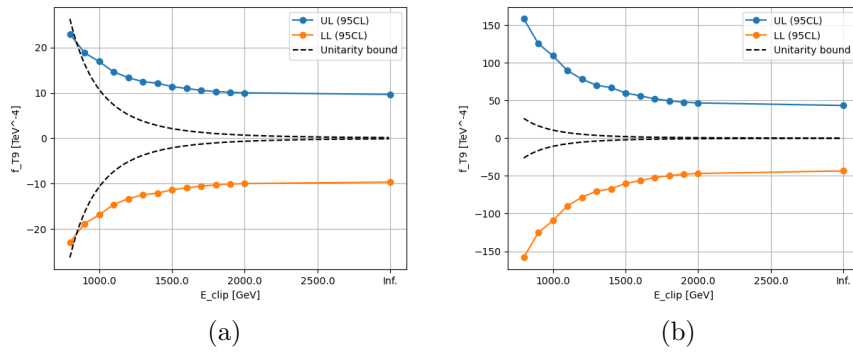 UL (95CL)
LL (95CL)
Unitarity bound
f_T9 [TeV^-4]
20
10
0
−10
−20
1000.0 1500.0 2000.0 2500.0 Inf.
E_clip [GeV]
(a)
UL (95CL)
LL (95CL)
Unitarity bound
f_T9 [TeV^-4]
150
100
50
0
−50
−100
−150
1000.0 1500.0 2000.0 2500.0 Inf.
E_clip [GeV]
(b)